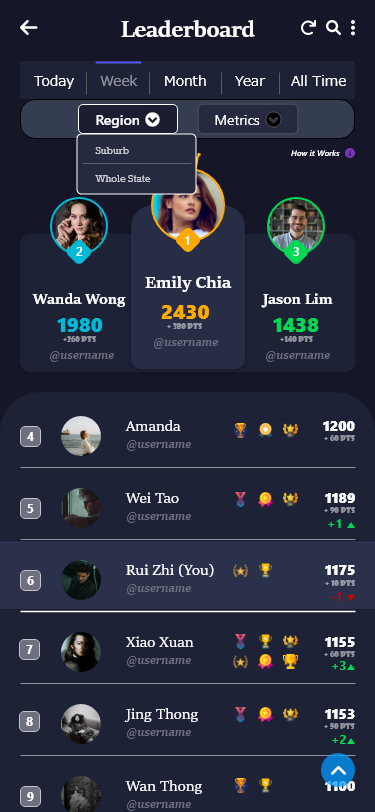 Leaderboard
Today Week Month Year All Time
Region Metrics
Suburb
Whole State
How it Works i
1
2
3
Emily Chia
Wanda Wong
Jason Lim
2430
+ 280 PTS
1980
+260 PTS
1438
+140 PTS
@username
@username
@username
4 Amanda 1200
@username + 60 PTS
5 Wei Tao 1189
@username + 90 PTS
+1
6 Rui Zhi (You) 1175
@username + 10 PTS
-1
7 Xiao Xuan 1155
@username + 60 PTS
+3
8 Jing Thong 1153
@username + 50 PTS
+2
9 Wan Thong 1100
@username